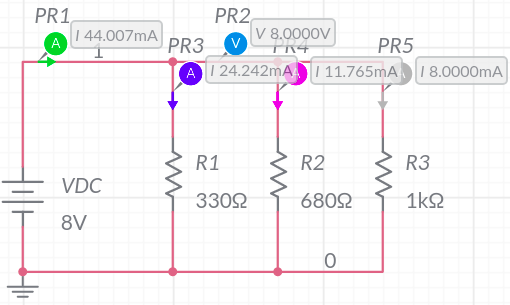 PR1
PR2
I 44.007mA
V 8.0000V
A
V
1
PR3
PR4
PR5
A
I 24.242mA
A
I 11.765mA
A
I 8.0000mA
VDC
8V
R1
330Ω
R2
680Ω
R3
1kΩ
0